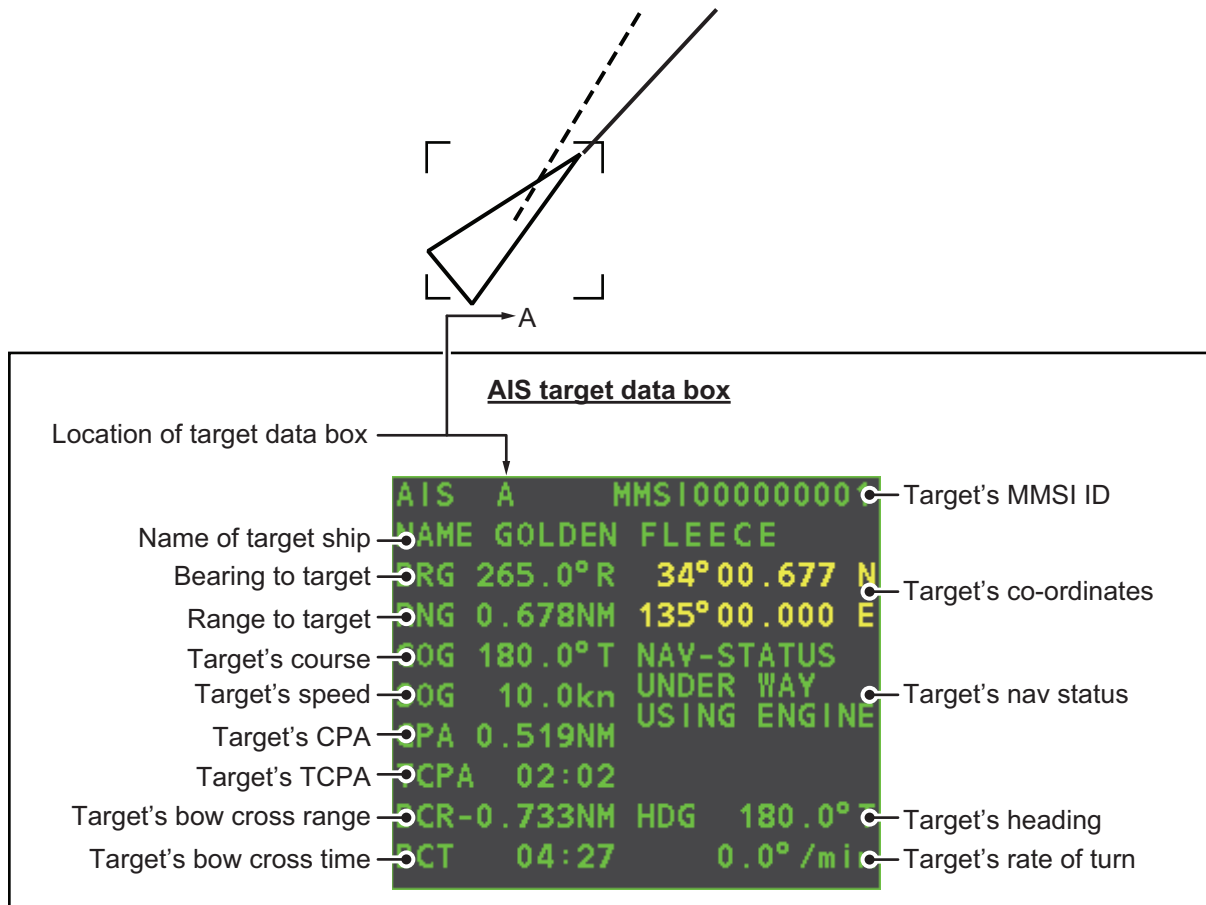 A
AIS target data box
Location of target data box
AIS A MMSI000000001 Target's MMSI ID
Name of target ship NAME GOLDEN FLEECE
Bearing to target BRG 265.0°R 34°00.677 N
Target's co-ordinates
Range to target RNG 0.678NM 135°00.000 E
Target's course COG 180.0°T NAV-STATUS
Target's speed SOG 10.0kn UNDER WAY Target's nav status
USING ENGINE
Target's CPA CPA 0.519NM
Target's TCPA TCPA 02:02
Target's bow cross range BCR-0.733NM HDG 180.0°T Target's heading
Target's bow cross time BCT 04:27 0.0°/min Target's rate of turn